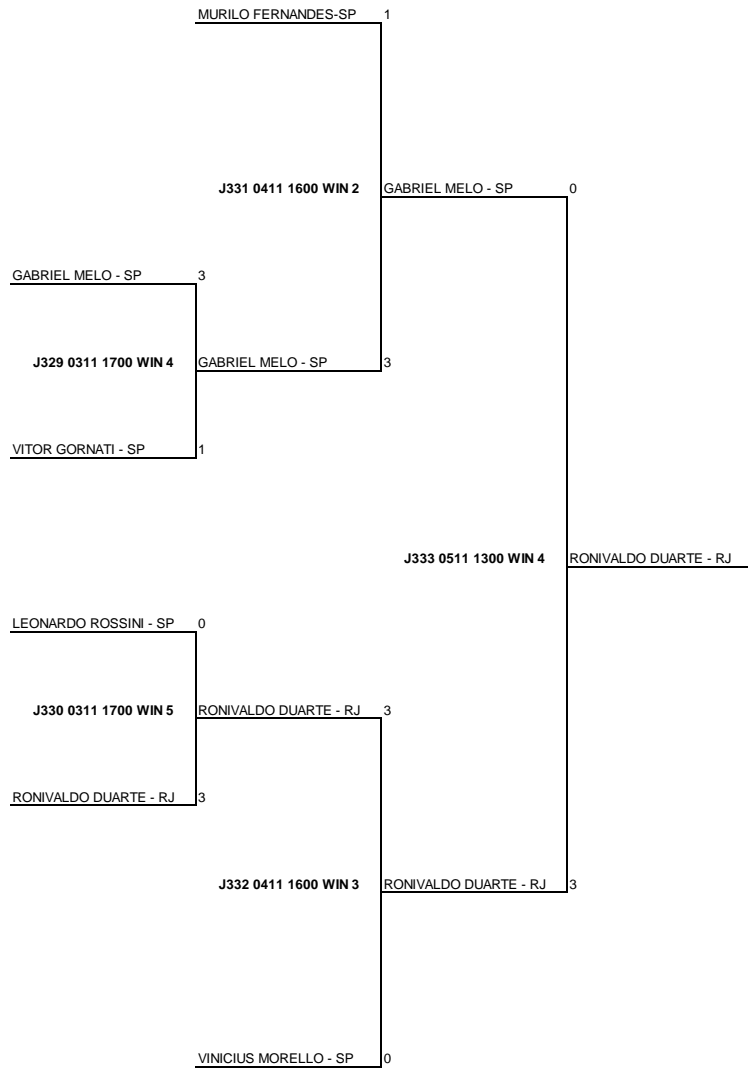 MURILO FERNANDES-SP 1
J331 0411 1600 WIN 2 GABRIEL MELO - SP 0
GABRIEL MELO - SP 3
J329 0311 1700 WIN 4 GABRIEL MELO - SP 3
VITOR GORNATI - SP 1
J333 0511 1300 WIN 4 RONIVALDO DUARTE - RJ
LEONARDO ROSSINI - SP 0
J330 0311 1700 WIN 5 RONIVALDO DUARTE - RJ 3
RONIVALDO DUARTE - RJ 3
J332 0411 1600 WIN 3 RONIVALDO DUARTE - RJ 3
VINICIUS MORELLO - SP 0